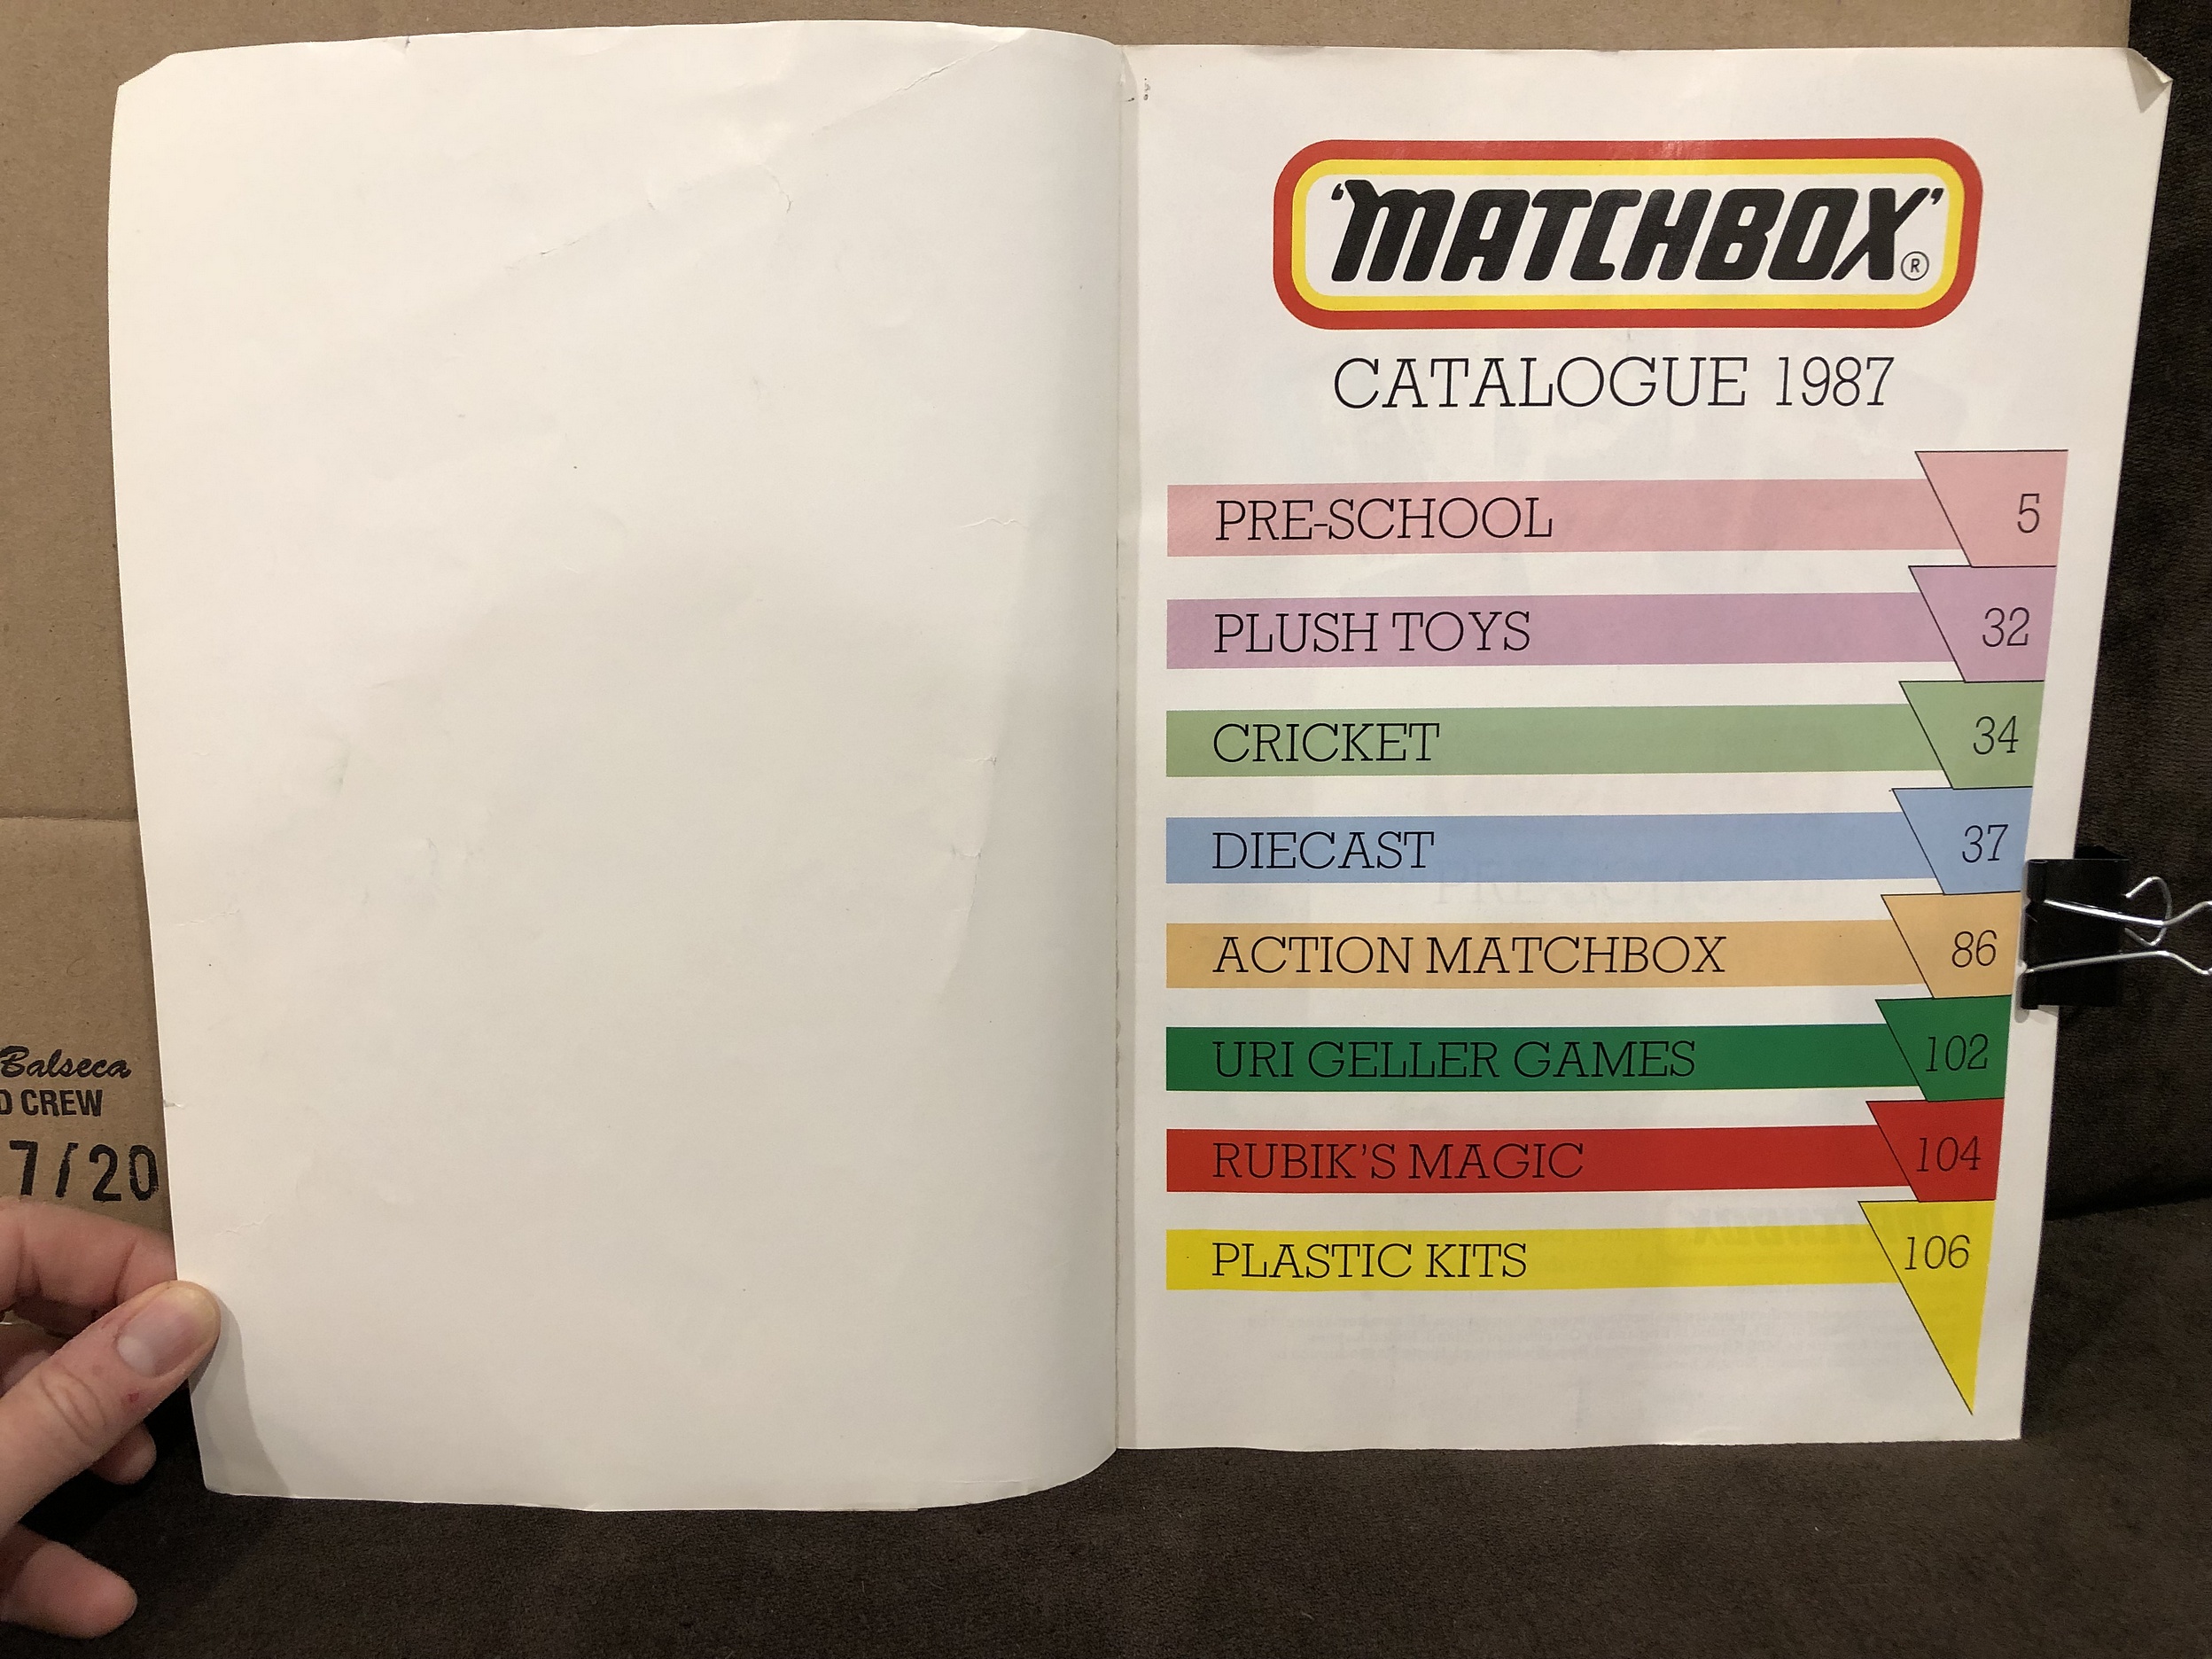 Balseca
CREW
7/20
'MATCHBOX'®
CATALOGUE 1987
PRE-SCHOOL 5
PLUSH TOYS 32
CRICKET 34
DIECAST 37
ACTION MATCHBOX 86
URI GELLER GAMES 102
RUBIK'S MAGIC 104
PLASTIC KITS 106